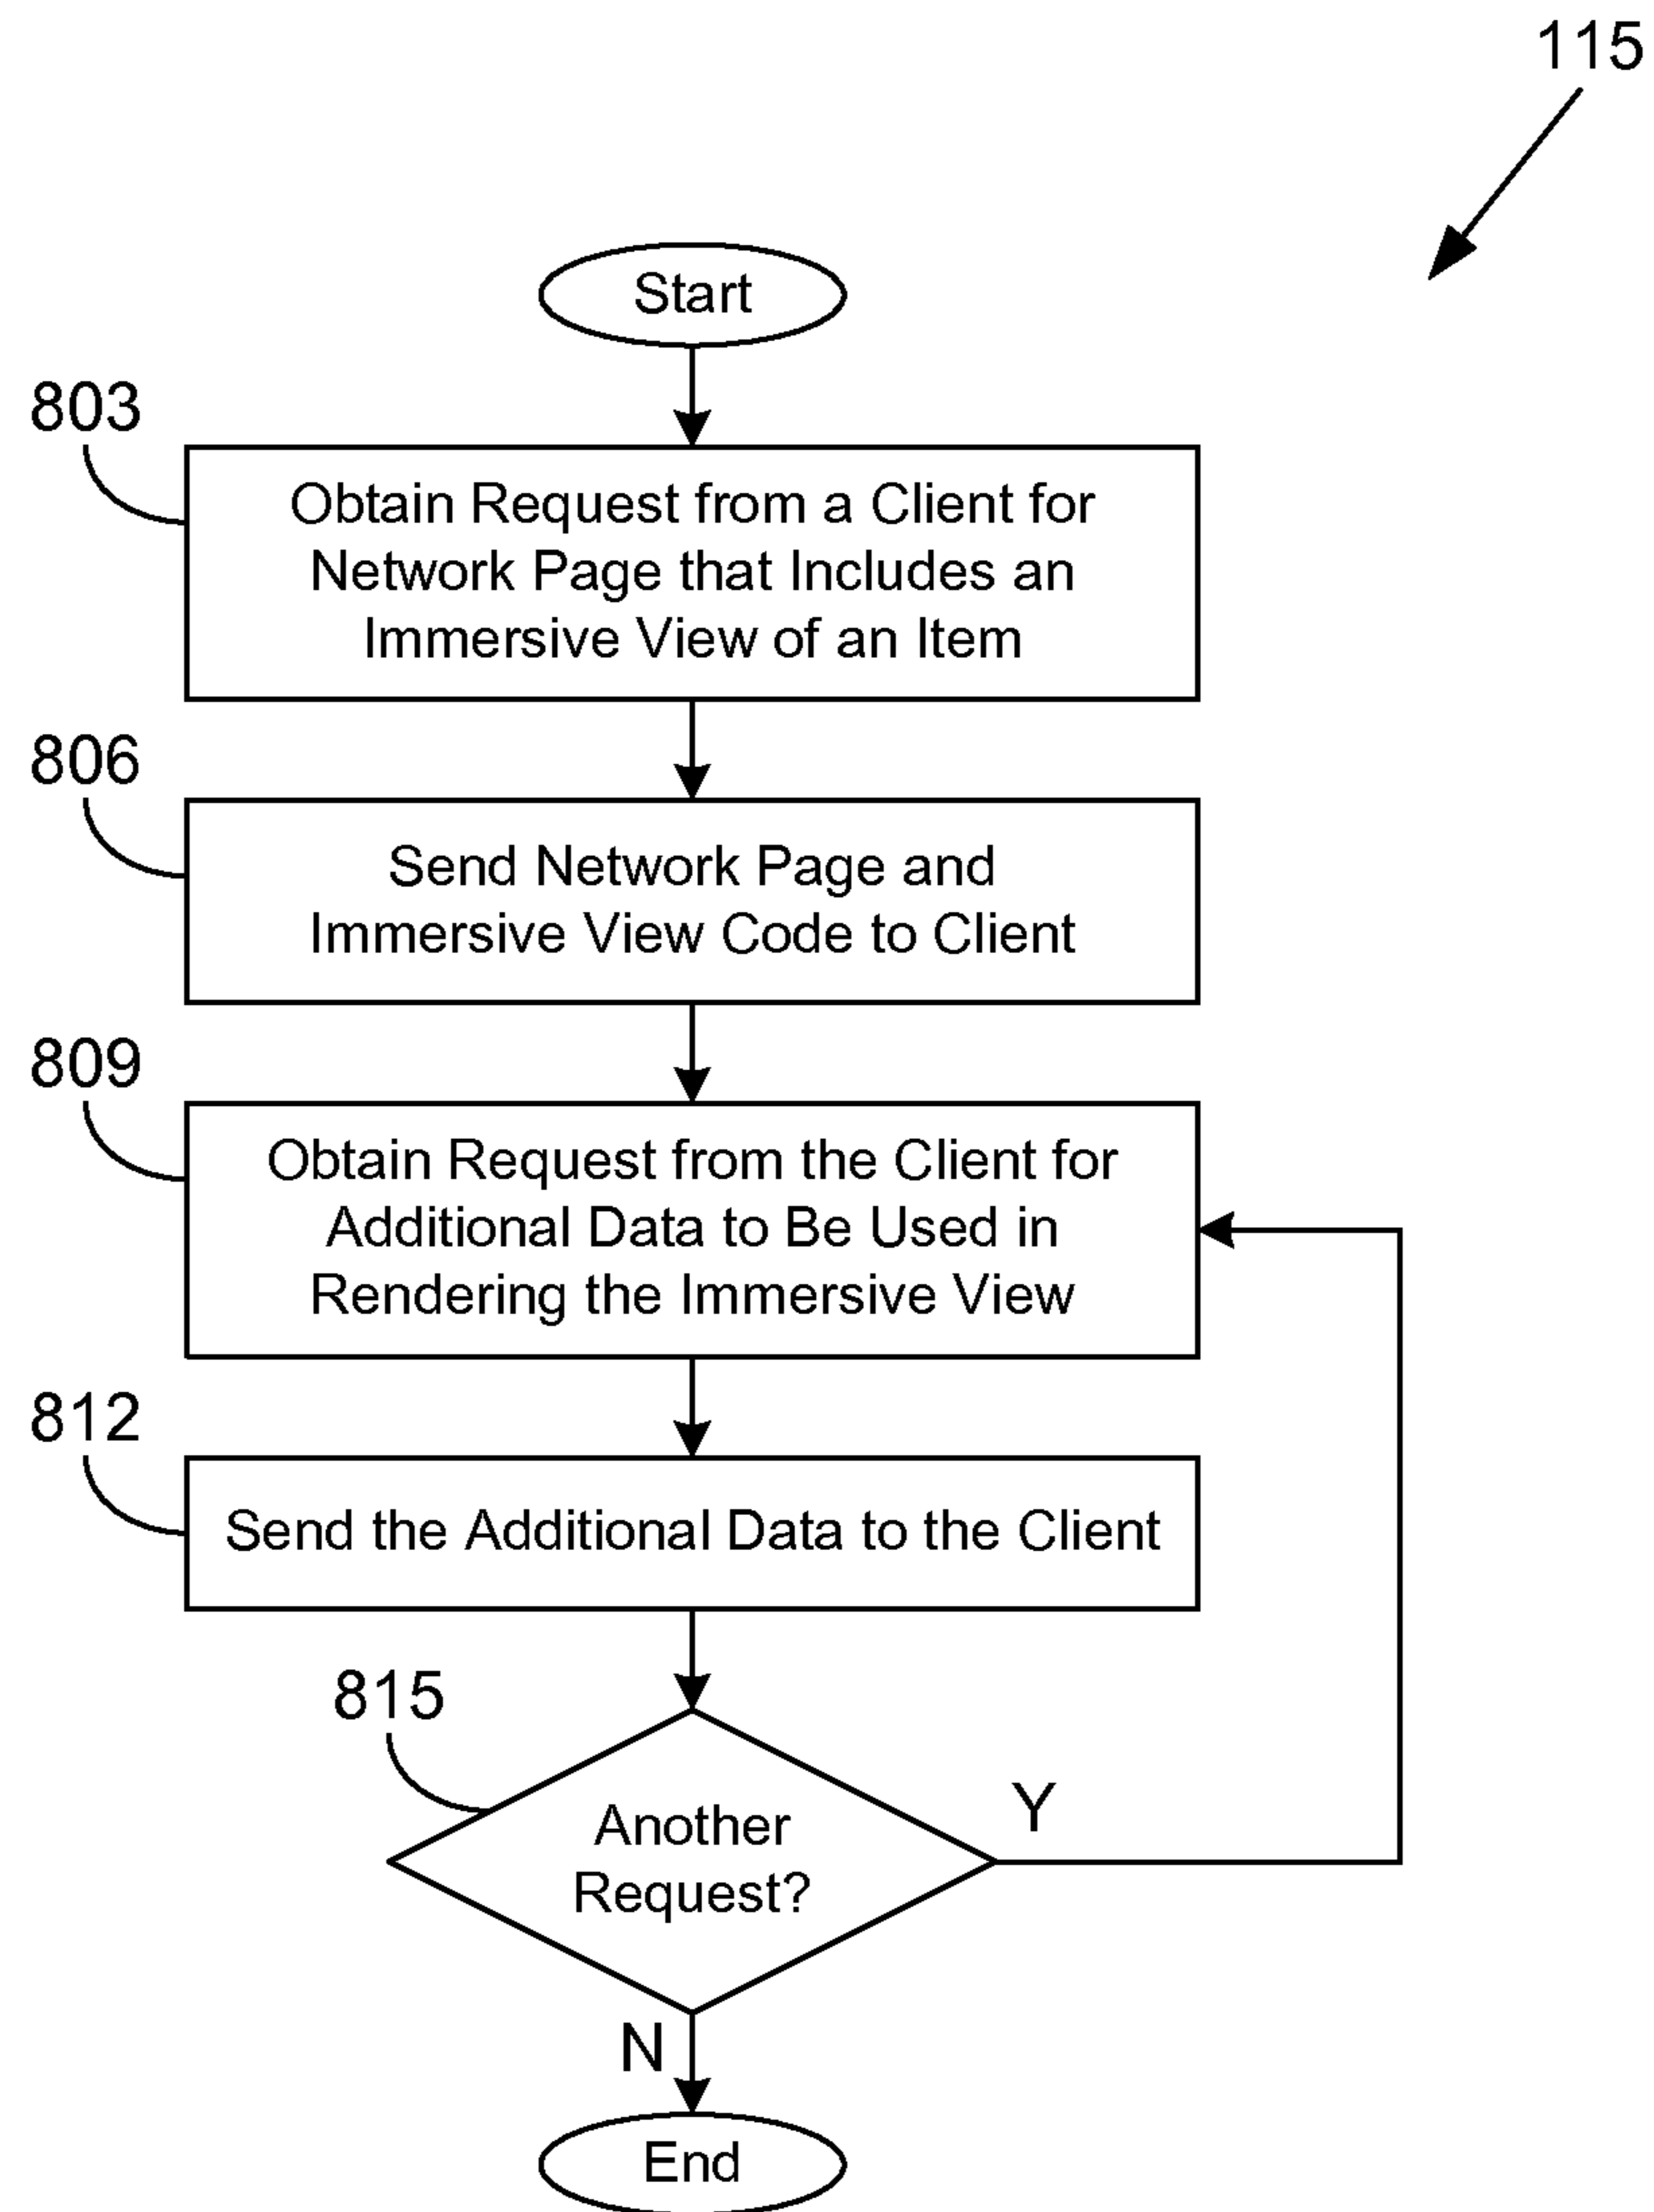 115
Start
803
Obtain Request from a Client for
Network Page that Includes an
Immersive View of an Item
806
Send Network Page and
Immersive View Code to Client
809
Obtain Request from the Client for
Additional Data to Be Used in
Rendering the Immersive View
812
Send the Additional Data to the Client
815
Another
Request?
Y
N
End